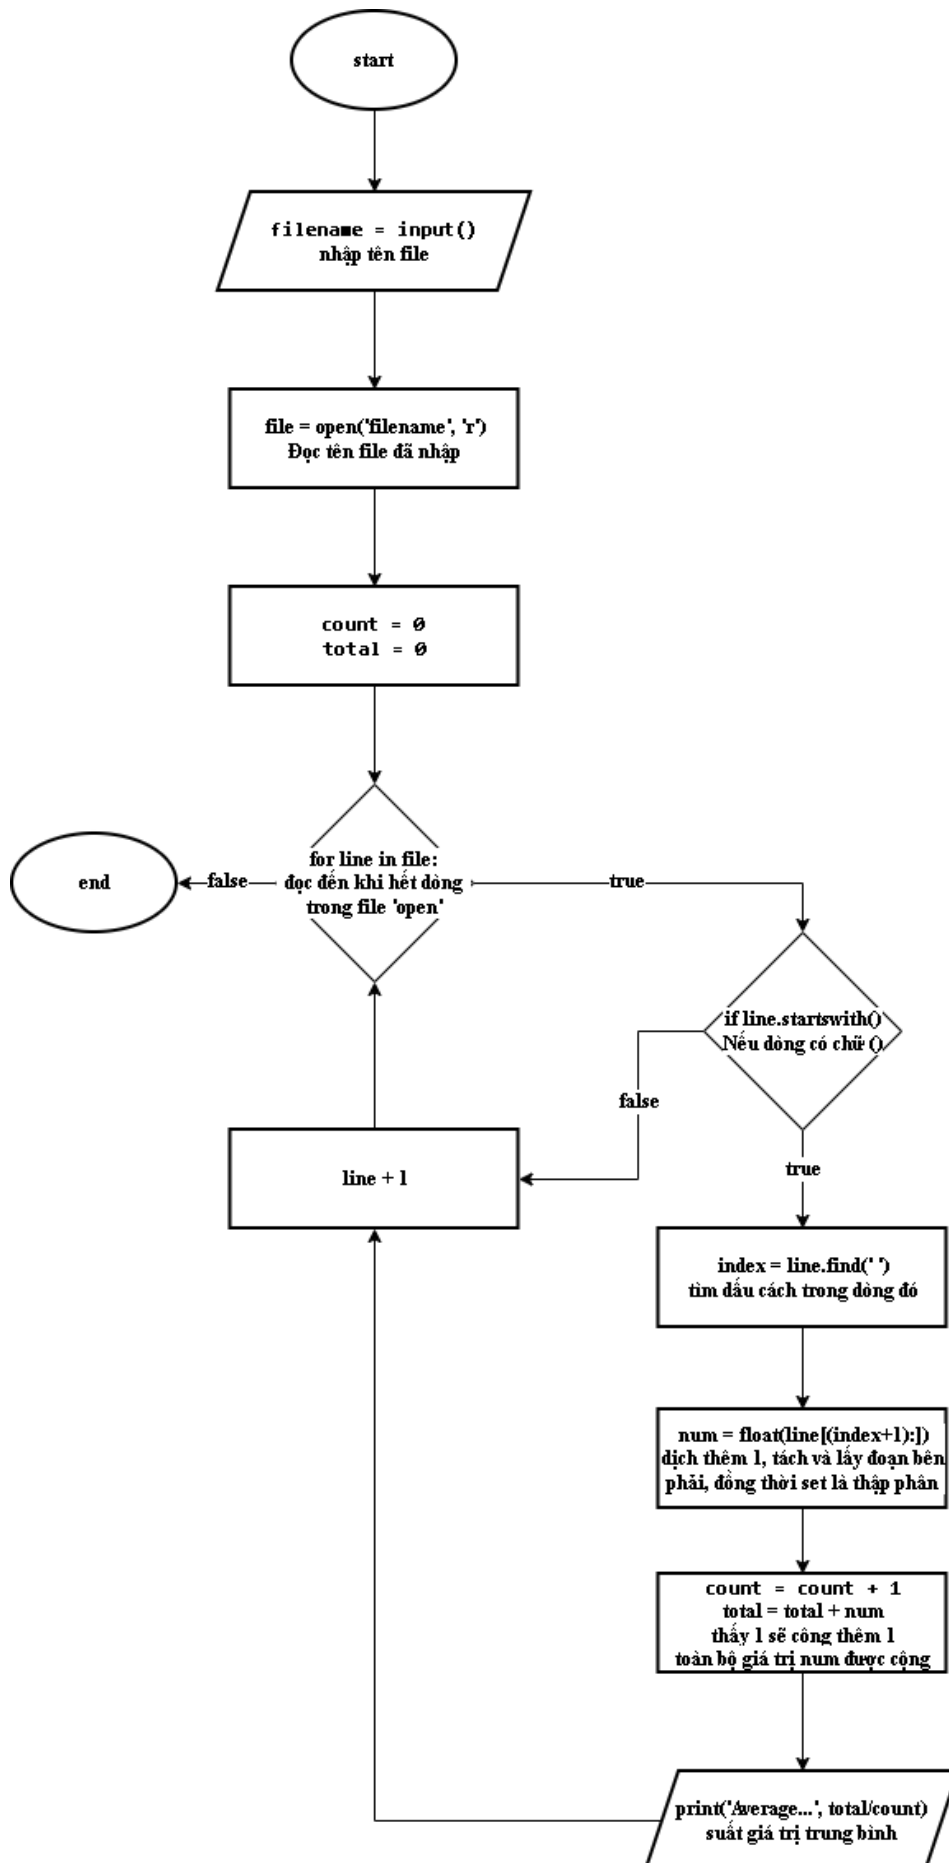 start
filename = input()
nhập tên file
file = open('filename', 'r')
Đọc tên file đã nhập
count = 0
total = 0
for line in file:
đọc đến khi hết dòng
trong file 'open'
false
end
true
if line.startswith()
Nếu dòng có chữ ()
false
true
line + 1
index = line.find(' ')
tìm dấu cách trong dòng đó
num = float(line[(index+1):])
dịch thêm 1, tách và lấy đoạn bên
phải, đồng thời set là thập phân
count = count + 1
total = total + num
thấy 1 sẽ công thêm 1
toàn bộ giá trị num được cộng
print('Average...', total/count)
suất giá trị trung bình